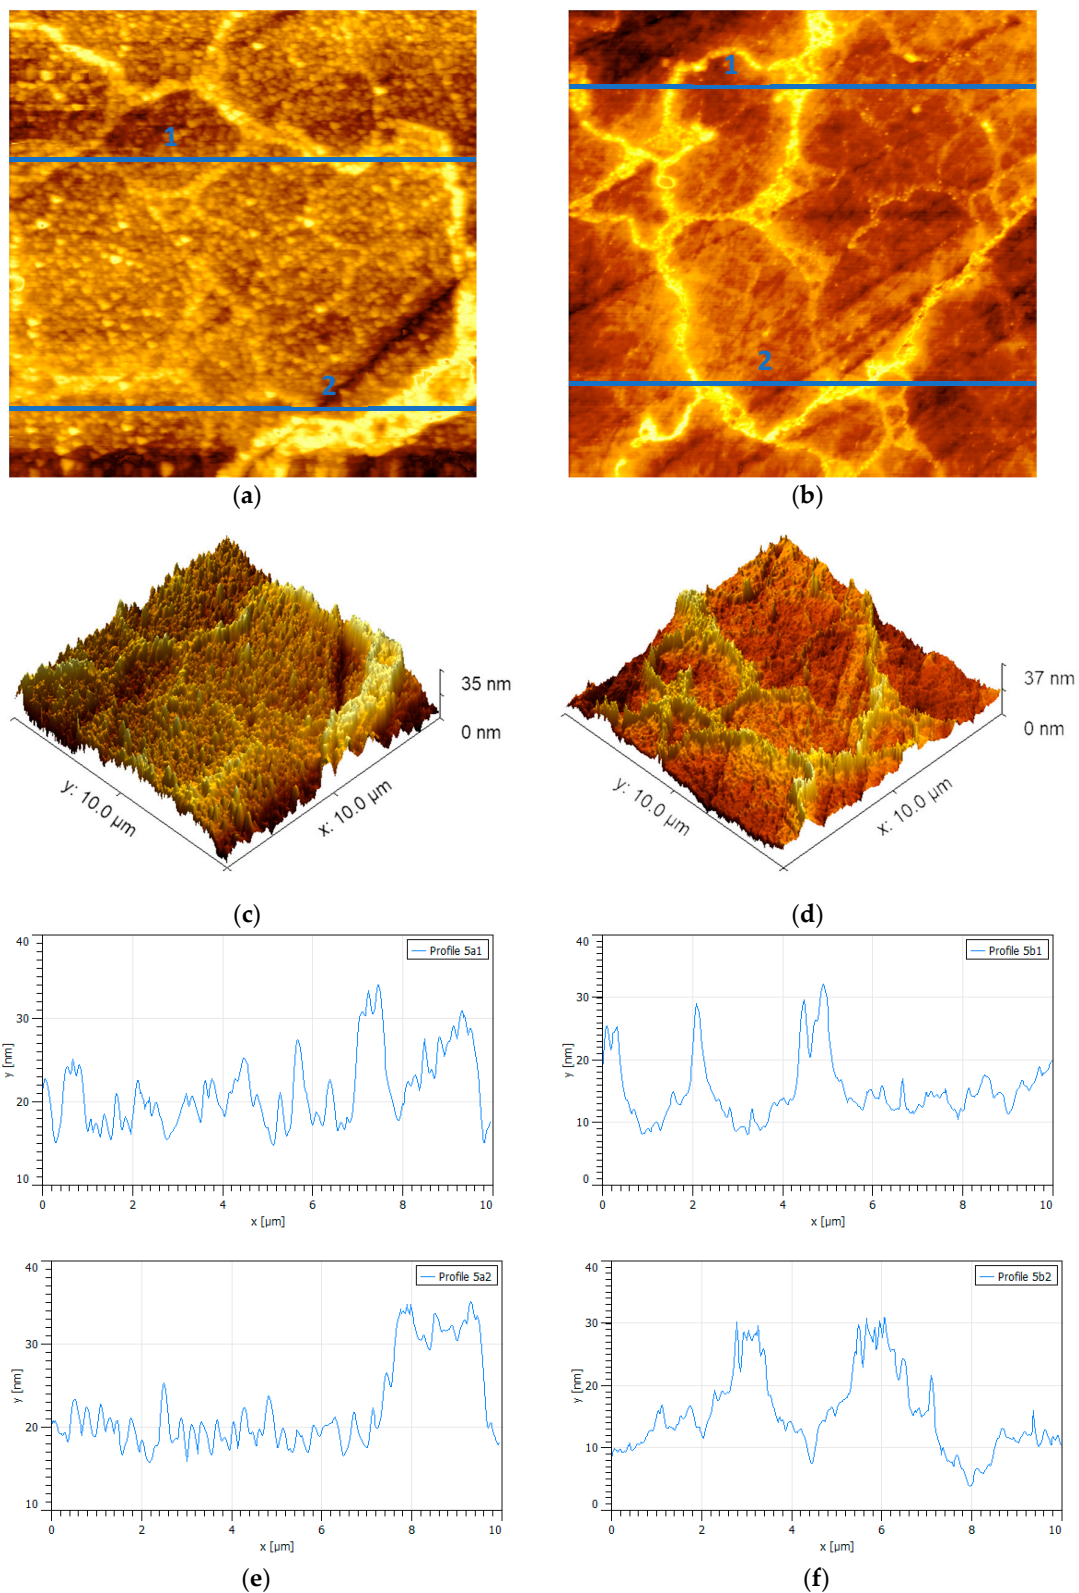 1
2
1
2
(a)
(b)
35 nm
0 nm
y: 10.0 µm
x: 10.0 µm
37 nm
0 nm
y: 10.0 µm
x: 10.0 µm
(c)
(d)
40
30
20
10
y [nm]
Profile 5a1
0 2 4 6 8 10
x [µm]
40
30
20
10
0
y [nm]
Profile 5b1
0 2 4 6 8 10
x [µm]
40
30
20
10
y [nm]
Profile 5a2
0 2 4 6 8 10
x [µm]
40
30
20
10
0
y [nm]
Profile 5b2
0 2 4 6 8 10
x [µm]
(e)
(f)